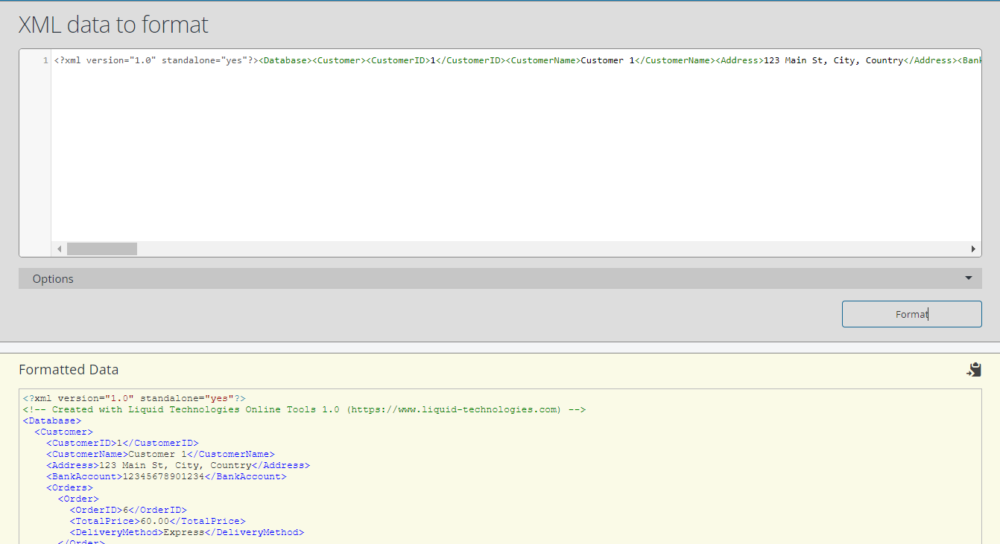 XML data to format
1 <?xml version="1.0" standalone="yes"?><Database><Customer><CustomerID>1</CustomerID><CustomerName>Customer 1</CustomerName><Address>123 Main St, City, Country</Address><Bank
Options
Format
Formatted Data
<?xml version="1.0" standalone="yes"?>
<!-- Created with Liquid Technologies Online Tools 1.0 (https://www.liquid-technologies.com) -->
<Database>
  <Customer>
    <CustomerID>1</CustomerID>
    <CustomerName>Customer 1</CustomerName>
    <Address>123 Main St, City, Country</Address>
    <BankAccount>12345678901234</BankAccount>
    <Orders>
      <Order>
        <OrderID>6</OrderID>
        <TotalPrice>60.00</TotalPrice>
        <DeliveryMethod>Express</DeliveryMethod>
      </Order>